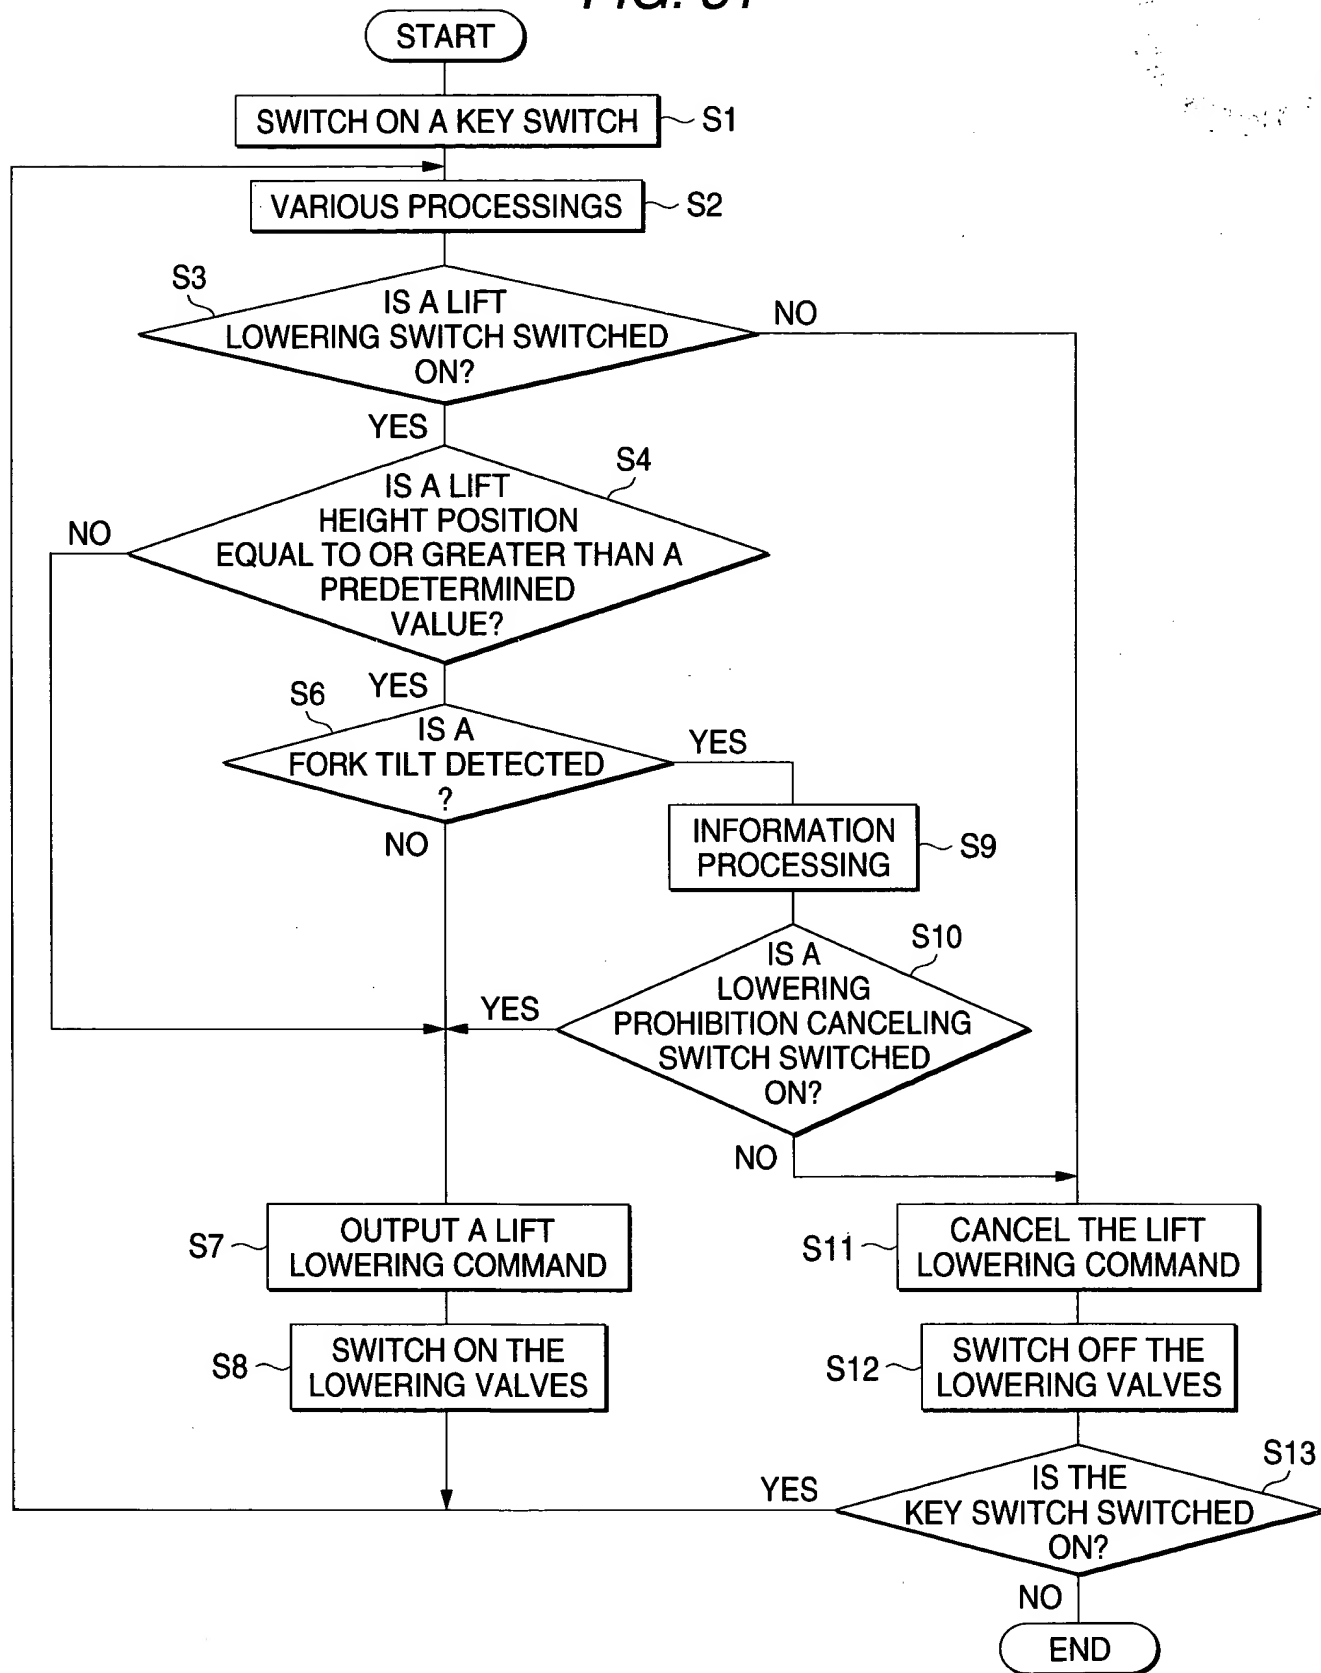 START
SWITCH ON A KEY SWITCH
S1
VARIOUS PROCESSINGS
S2
S3
IS A LIFT
LOWERING SWITCH SWITCHED
ON?
NO
YES
S4
IS A LIFT
HEIGHT POSITION
EQUAL TO OR GREATER THAN A
PREDETERMINED
VALUE?
NO
YES
S6
IS A
FORK TILT DETECTED
?
YES
NO
INFORMATION
PROCESSING
S9
S10
IS A
LOWERING
PROHIBITION CANCELING
SWITCH SWITCHED
ON?
YES
NO
S7
OUTPUT A LIFT
LOWERING COMMAND
S11
CANCEL THE LIFT
LOWERING COMMAND
S8
SWITCH ON THE
LOWERING VALVES
S12
SWITCH OFF THE
LOWERING VALVES
S13
IS THE
KEY SWITCH SWITCHED
ON?
YES
NO
END